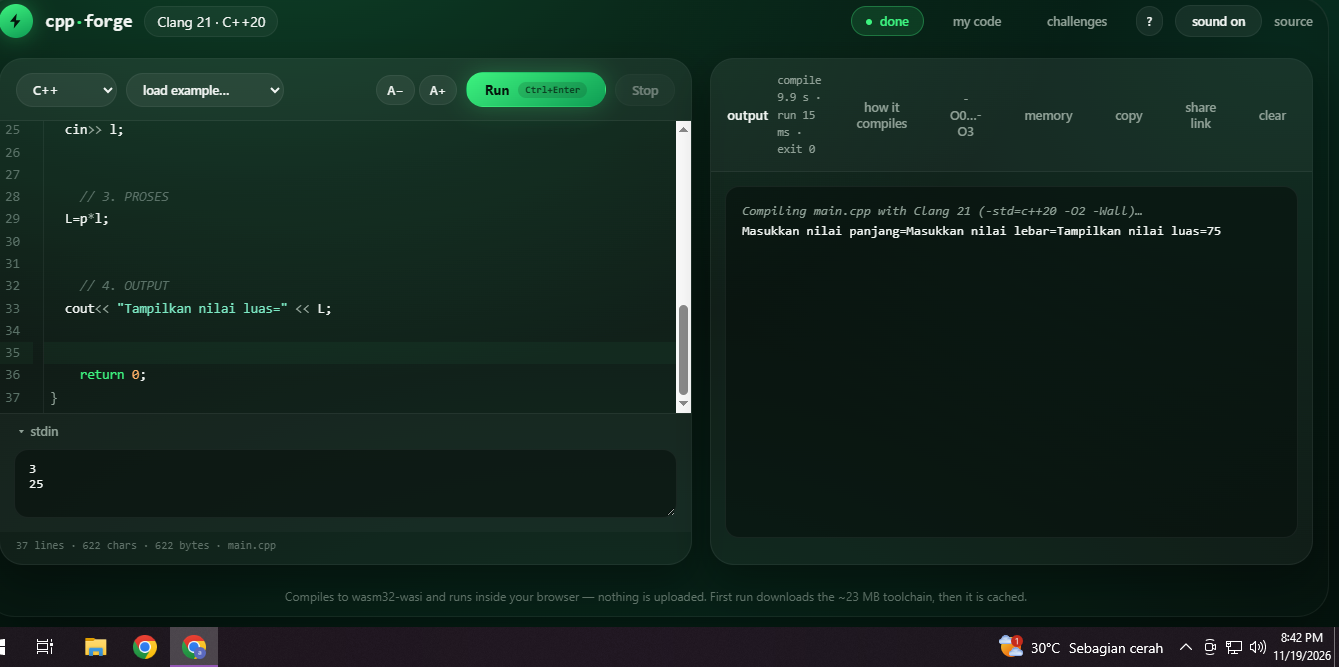 cpp·forge
Clang 21 · C++20
done
my code
challenges
?
sound on
source
C++
load example...
A−
A+
Run Ctrl+Enter
Stop
25 cin>> l;
26
27
28 // 3. PROSES
29 L=p*l;
30
31
32 // 4. OUTPUT
33 cout<< "Tampilkan nilai luas=" << L;
34
35
36 return 0;
37 }
stdin
3
25
37 lines · 622 chars · 622 bytes · main.cpp
output
compile
9.9 s ·
run 15
ms ·
exit 0
how it
compiles
-
O0…-
O3
memory
copy
share
link
clear
Compiling main.cpp with Clang 21 (-std=c++20 -O2 -Wall)…
Masukkan nilai panjang=Masukkan nilai lebar=Tampilkan nilai luas=75
Compiles to wasm32-wasi and runs inside your browser — nothing is uploaded. First run downloads the ~23 MB toolchain, then it is cached.
1
30°C Sebagian cerah
8:42 PM
11/19/2026